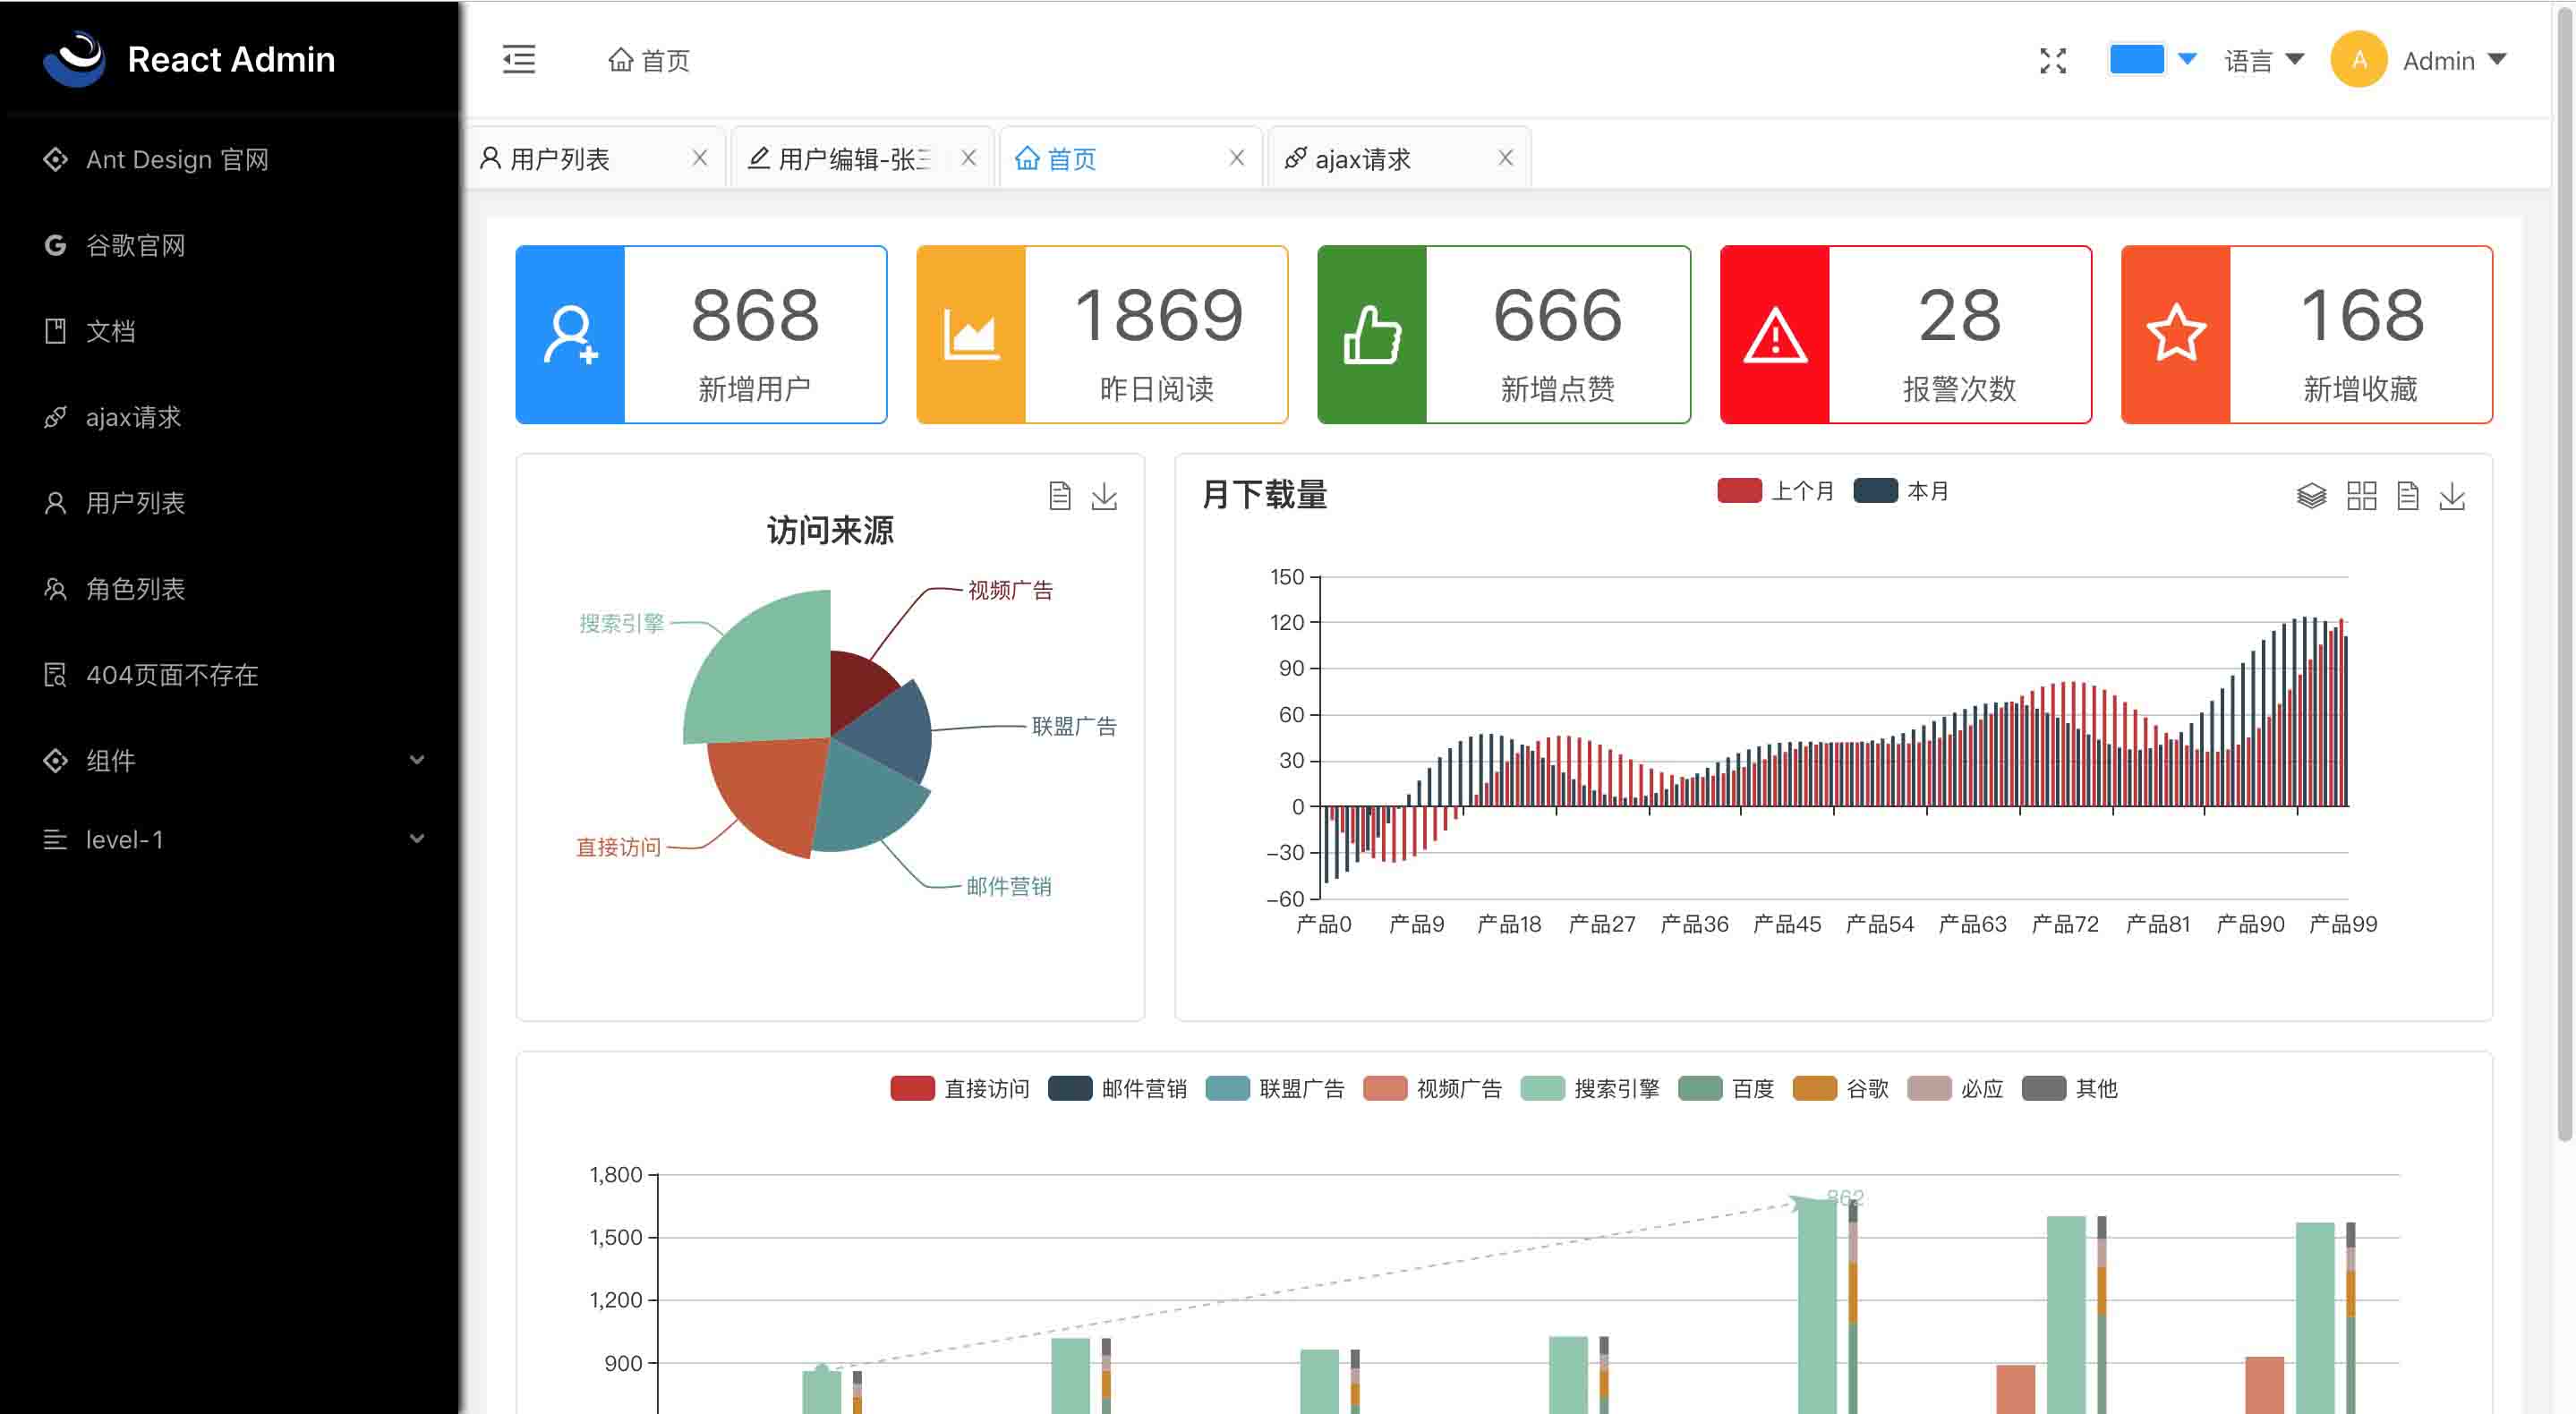 React Admin
首页
语言
A
Admin
Ant Design 官网
谷歌官网
文档
ajax请求
用户列表
角色列表
404页面不存在
组件
level-1
用户列表
用户编辑-张三
首页
ajax请求
868
新增用户
1869
昨日阅读
666
新增点赞
28
报警次数
168
新增收藏
访问来源
视频广告
搜索引擎
联盟广告
直接访问
邮件营销
月下载量
上个月 本月
150
120
90
60
30
0
-30
-60
产品0 产品9 产品18 产品27 产品36 产品45 产品54 产品63 产品72 产品81 产品90 产品99
直接访问 邮件营销 联盟广告 视频广告 搜索引擎 百度 谷歌 必应 其他
1,800
862
1,500
1,200
900